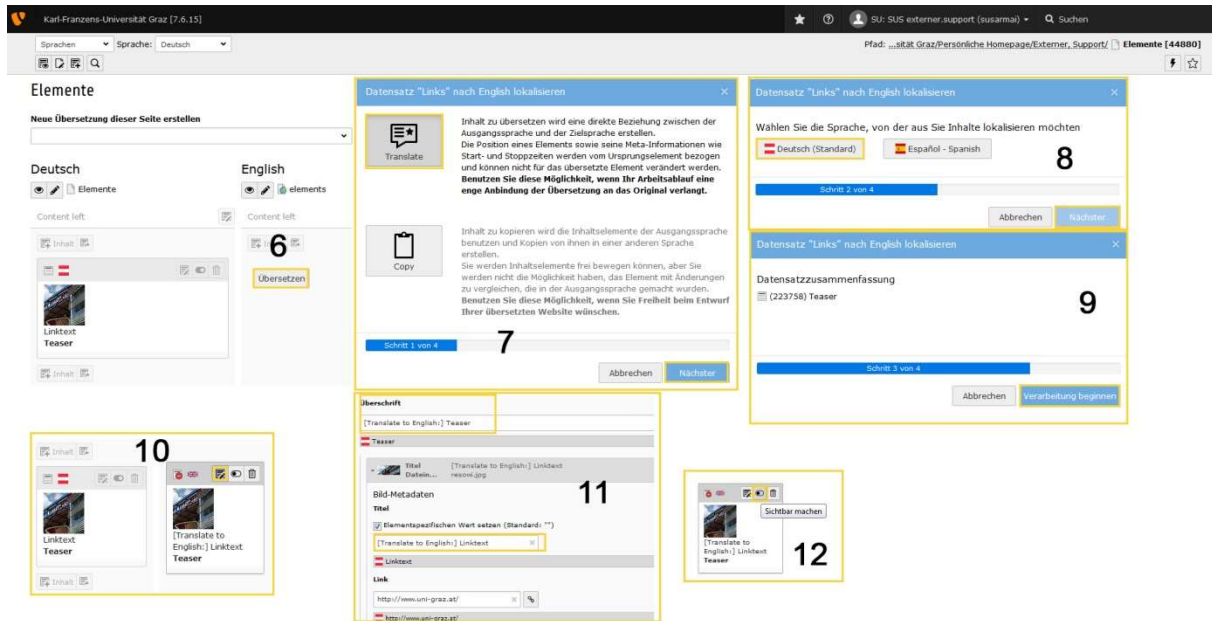 Karl-Franzens-Universität Graz [7.6.15]
SU: SUS externer.support (susarmai)
Suchen
Sprachen
Sprache: Deutsch
Pfad: ...sität Graz/Persönliche Homepage/Externer, Support/ Elemente [44880]
Elemente
Neue Übersetzung dieser Seite erstellen
Deutsch
Elemente
Content left
Inhalt
Linktext
Teaser
Inhalt
English
elements
Content left
6
Übersetzen
Datensatz "Links" nach English lokalisieren ×
Translate
Inhalt zu übersetzen wird eine direkte Beziehung zwischen der
Ausgangssprache und der Zielsprache erstellen.
Die Position eines Elements sowie seine Meta-Informationen wie
Start- und Stoppzeiten werden vom Ursprungselement bezogen
und können nicht für das übersetzte Element verändert werden.
Benutzen Sie diese Möglichkeit, wenn Ihr Arbeitsablauf eine
enge Anbindung der Übersetzung an das Original verlangt.
Copy
Inhalt zu kopieren wird die Inhaltselemente der Ausgangssprache
benutzen und Kopien von ihnen in einer anderen Sprache
erstellen.
Sie werden Inhaltselemente frei bewegen können, aber Sie
werden nicht die Möglichkeit haben, das Element mit Änderungen
zu vergleichen, die in der Ausgangssprache gemacht wurden.
Benutzen Sie diese Möglichkeit, wenn Sie Freiheit beim Entwurf
Ihrer übersetzten Website wünschen.
7
Schritt 1 von 4
Abbrechen Nächster
Datensatz "Links" nach English lokalisieren ×
Wählen Sie die Sprache, von der aus Sie Inhalte lokalisieren möchten
Deutsch (Standard) Español - Spanish
8
Schritt 2 von 4
Abbrechen Nächster
Datensatz "Links" nach English lokalisieren ×
Datensatzzusammenfassung
(223758) Teaser
9
Schritt 3 von 4
Abbrechen Verarbeitung beginnen
10
Inhalt
Linktext
Teaser
Inhalt
[Translate to
English:] Linktext
Teaser
Überschrift
[Translate to English:] Teaser
Teaser
Titel [Translate to English:] Linktext
Datein... resowi.jpg
11
Bild-Metadaten
Titel
Elementspezifischen Wert setzen (Standard: "")
[Translate to English:] Linktext
Linktext
Link
http://www.uni-graz.at/
http://www.uni-graz.at/
Sichtbar machen
[Translate to
English:] Linktext
Teaser
12